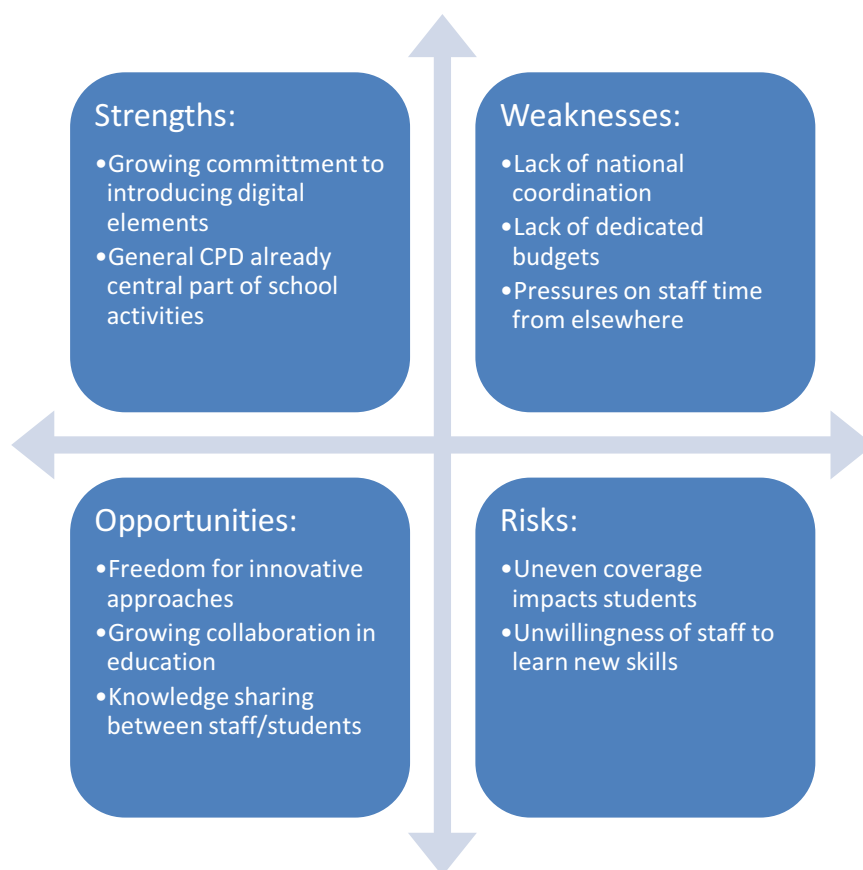 Strengths:
•Growing committment to
introducing digital
elements
•General CPD already
central part of school
activities
Weaknesses:
•Lack of national
coordination
•Lack of dedicated
budgets
•Pressures on staff time
from elsewhere
Opportunities:
•Freedom for innovative
approaches
•Growing collaboration in
education
•Knowledge sharing
between staff/students
Risks:
•Uneven coverage
impacts students
•Unwillingness of staff to
learn new skills